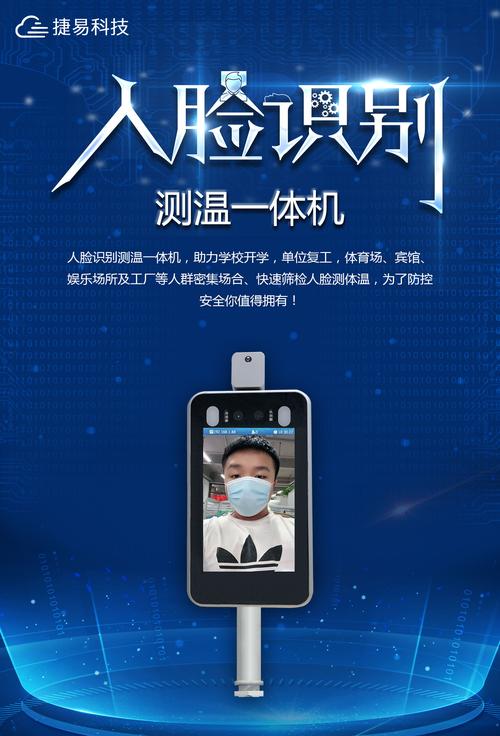 捷易科技
人脸识别
测温一体机
人脸识别测温一体机，助力学校开学，单位复工，体育场、宾馆、
娱乐场所及工厂等人群密集场合、快速筛检人脸测体温，为了防控
安全你值得拥有！